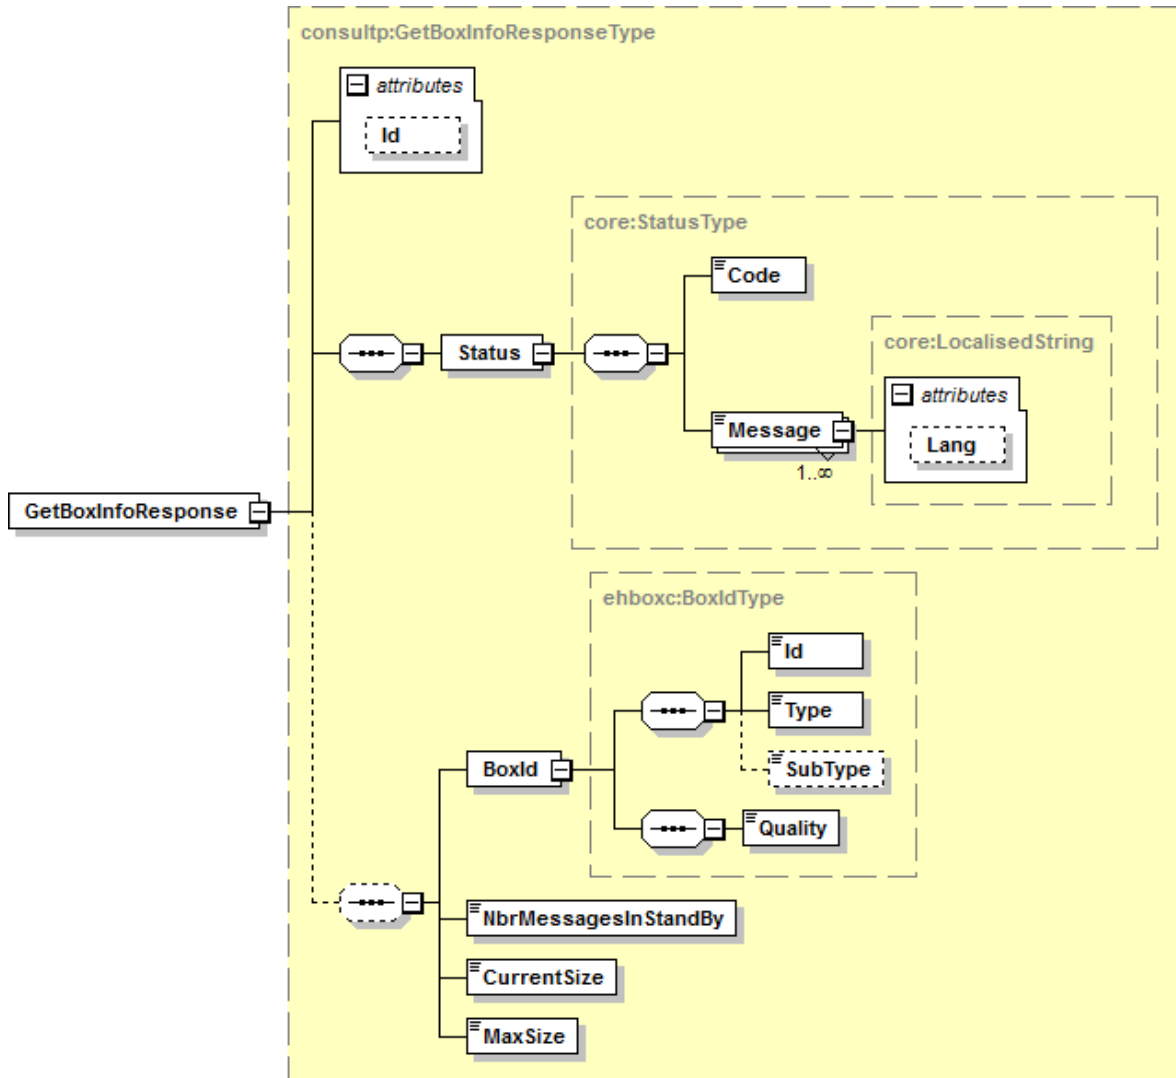 consultp:GetBoxInfoResponseType
attributes
Id
core:StatusType
Code
core:LocalisedString
Status
attributes
Message
Lang
1..∞
GetBoxInfoResponse
ehboxc:BoxIdType
Id
Type
BoxId
SubType
Quality
NbrMessagesInStandBy
CurrentSize
MaxSize